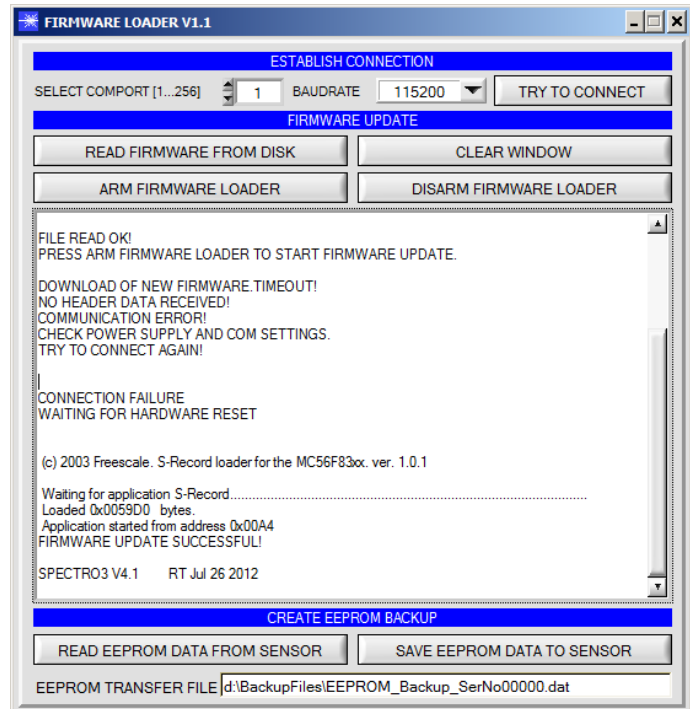 FIRMWARE LOADER V1.1
ESTABLISH CONNECTION
SELECT COMPORT [1...256] 1 BAUDRATE 115200 TRY TO CONNECT
FIRMWARE UPDATE
READ FIRMWARE FROM DISK CLEAR WINDOW
ARM FIRMWARE LOADER DISARM FIRMWARE LOADER
FILE READ OK!
PRESS ARM FIRMWARE LOADER TO START FIRMWARE UPDATE.
DOWNLOAD OF NEW FIRMWARE.TIMEOUT!
NO HEADER DATA RECEIVED!
COMMUNICATION ERROR!
CHECK POWER SUPPLY AND COM SETTINGS.
TRY TO CONNECT AGAIN!
CONNECTION FAILURE
WAITING FOR HARDWARE RESET
(c) 2003 Freescale. S-Record loader for the MC56F83xx. ver. 1.0.1
Waiting for application S-Record.........................................................................................
Loaded 0x0059D0 bytes.
Application started from address 0x00A4
FIRMWARE UPDATE SUCCESSFUL!
SPECTRO3 V4.1 RT Jul 26 2012
CREATE EEPROM BACKUP
READ EEPROM DATA FROM SENSOR SAVE EEPROM DATA TO SENSOR
EEPROM TRANSFER FILE d:\BackupFiles\EEPROM_Backup_SerNo00000.dat